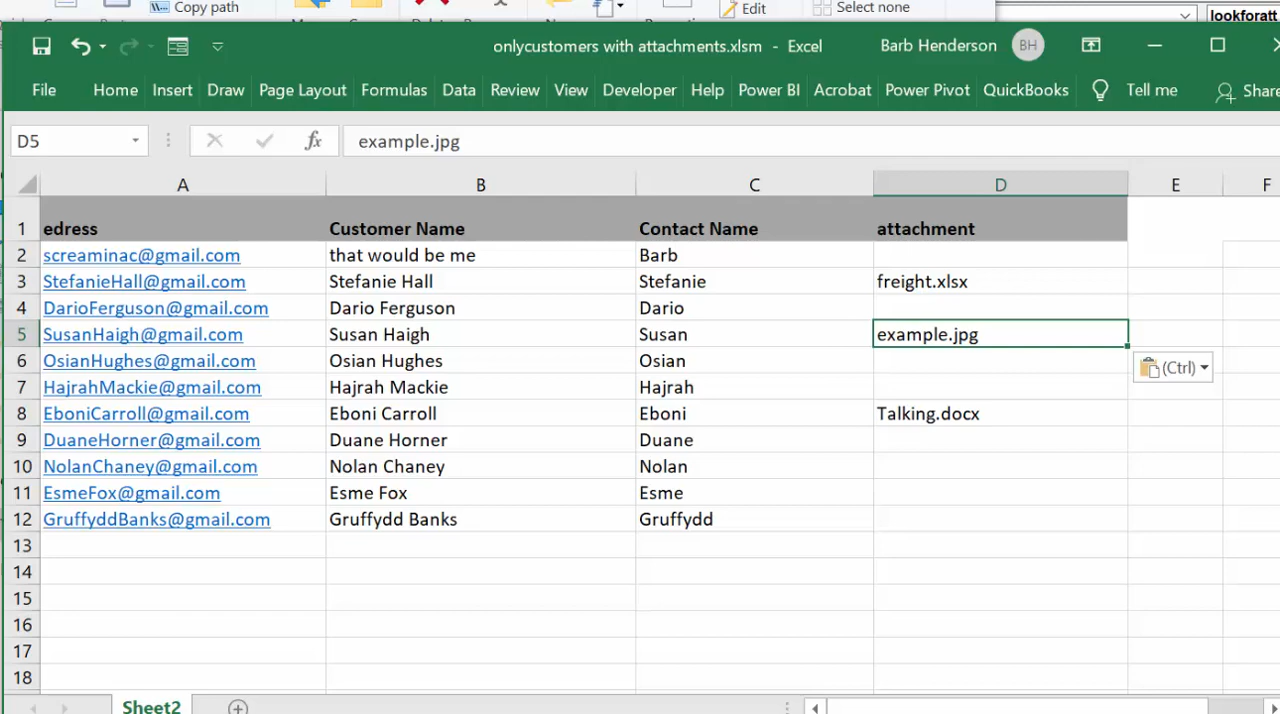 Copy path
Edit
Select none
lookforatt
onlycustomers with attachments.xlsm - Excel
Barb Henderson
BH
File Home Insert Draw Page Layout Formulas Data Review View Developer Help Power BI Acrobat Power Pivot QuickBooks Tell me Share
D5
fx
example.jpg
A B C D E F
1 edress Customer Name Contact Name attachment
2 screaminac@gmail.com that would be me Barb
3 StefanieHall@gmail.com Stefanie Hall Stefanie freight.xlsx
4 DarioFerguson@gmail.com Dario Ferguson Dario
5 SusanHaigh@gmail.com Susan Haigh Susan example.jpg
6 OsianHughes@gmail.com Osian Hughes Osian
(Ctrl)
7 HajrahMackie@gmail.com Hajrah Mackie Hajrah
8 EboniCarroll@gmail.com Eboni Carroll Eboni Talking.docx
9 DuaneHorner@gmail.com Duane Horner Duane
10 NolanChaney@gmail.com Nolan Chaney Nolan
11 EsmeFox@gmail.com Esme Fox Esme
12 GruffyddBanks@gmail.com Gruffydd Banks Gruffydd
13
14
15
16
17
18
Sheet2